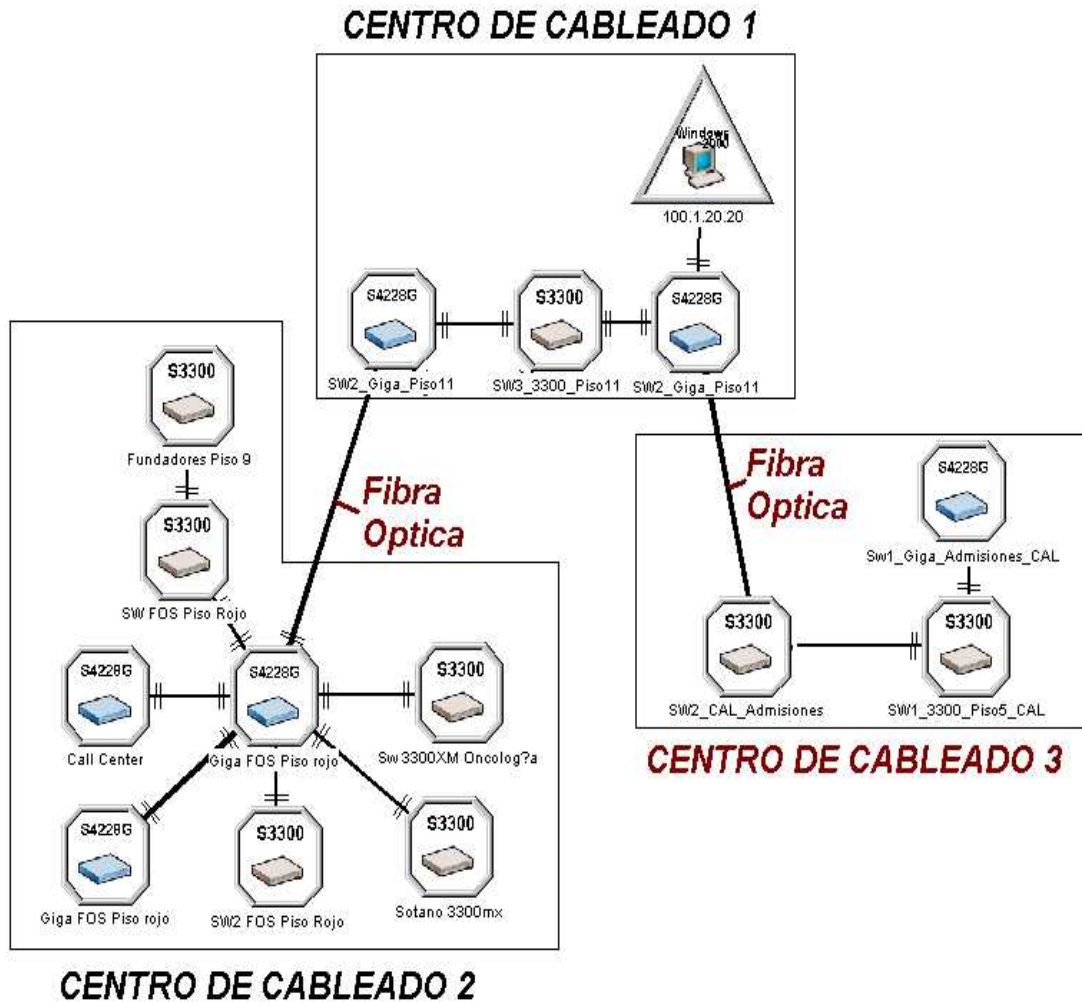 CENTRO DE CABLEADO 1
Windows
2000
100.1.20.20
S4228G
SW2_Giga_Piso11
S3300
SW3_3300_Piso11
S4228G
SW2_Giga_Piso11
S3300
Fundadores Piso 9
S3300
SW FOS Piso Rojo
Fibra
Optica
Fibra
Optica
S4228G
Sw1_Giga_Admisiones_CAL
S4228G
Call Center
S4228G
Giga FOS Piso rojo
S3300
Sw 3300XM Oncolog?a
S3300
SW2_CAL_Admisiones
S3300
SW1_3300_Piso5_CAL
CENTRO DE CABLEADO 3
S4228G
Giga FOS Piso rojo
S3300
SW2 FOS Piso Rojo
S3300
Sotano 3300mx
CENTRO DE CABLEADO 2